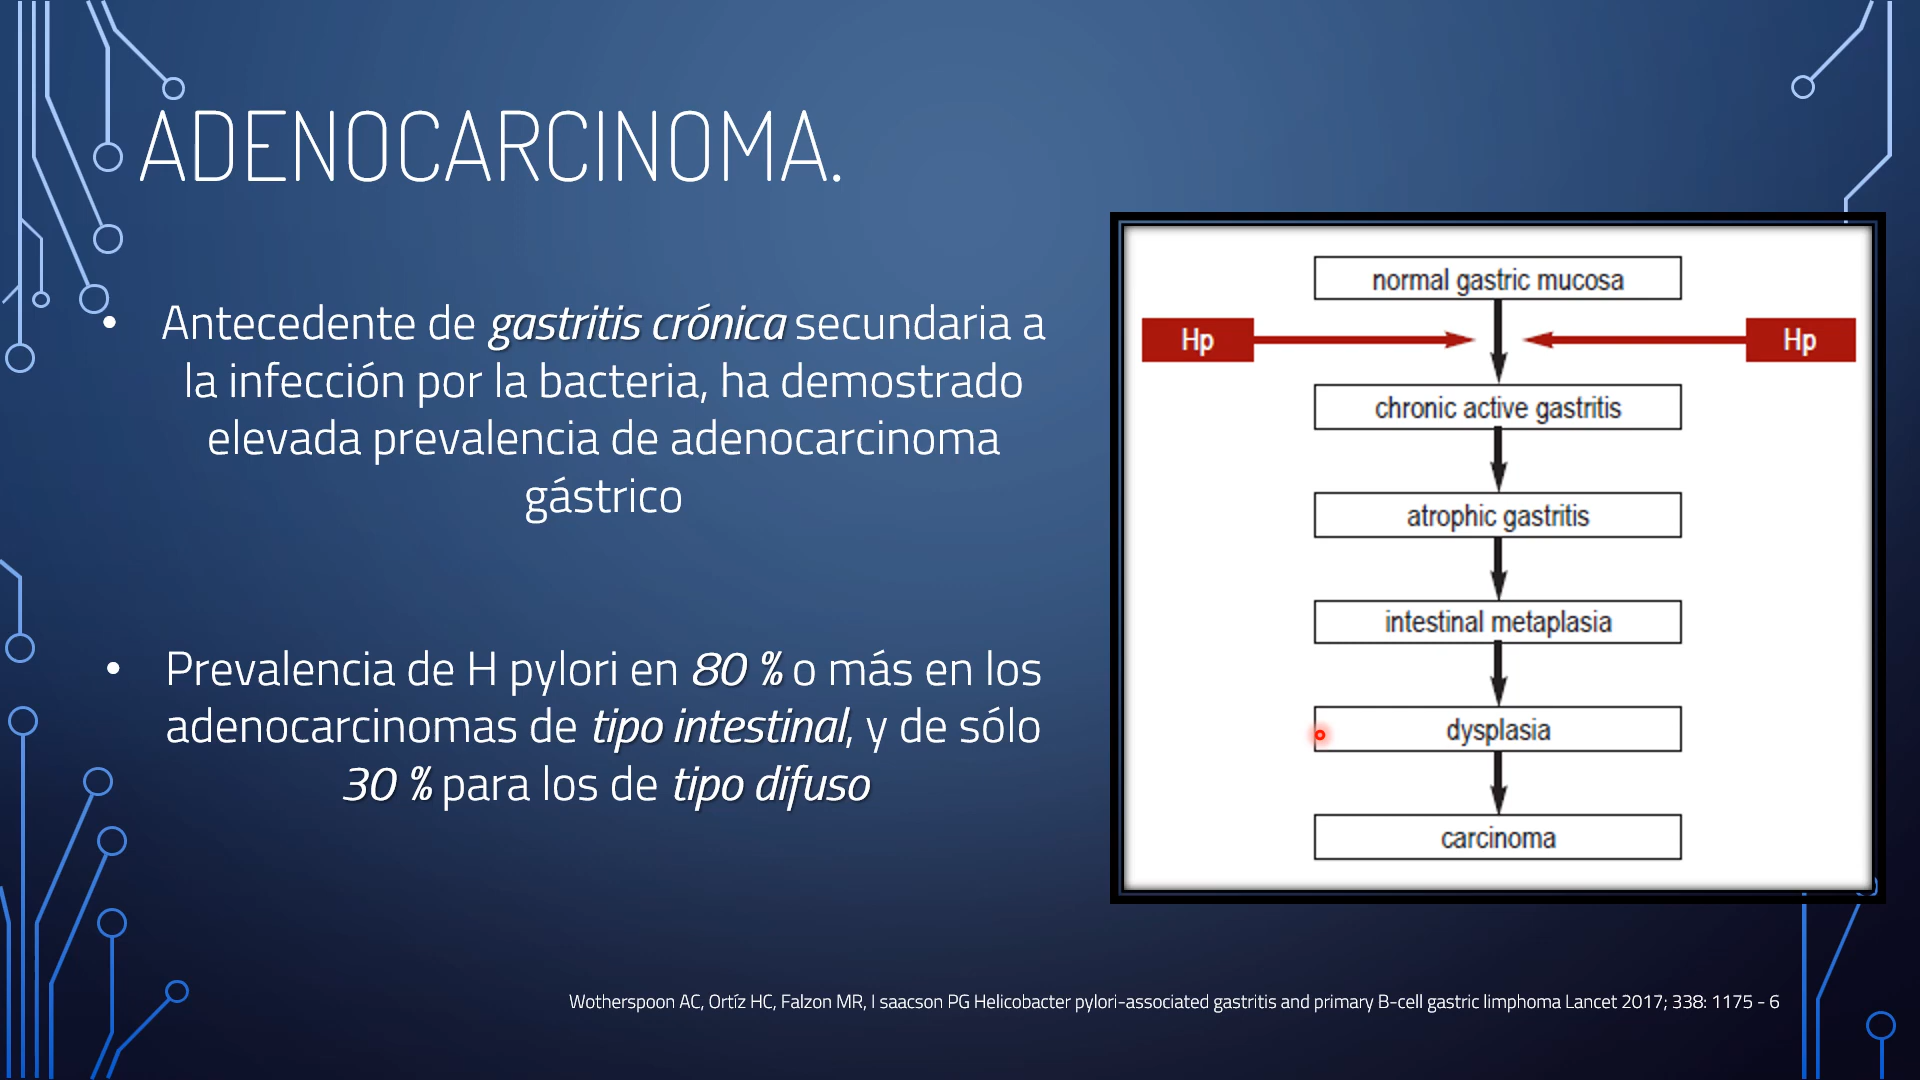 ADENOCARCINOMA.
• Antecedente de gastritis crónica secundaria a
la infección por la bacteria, ha demostrado
elevada prevalencia de adenocarcinoma
gástrico
• Prevalencia de H pylori en 80 % o más en los
adenocarcinomas de tipo intestinal, y de sólo
30 % para los de tipo difuso
normal gastric mucosa
Hp
Hp
chronic active gastritis
atrophic gastritis
intestinal metaplasia
dysplasia
carcinoma
Wotherspoon AC, Ortíz HC, Falzon MR, I saacson PG Helicobacter pylori-associated gastritis and primary B-cell gastric limphoma Lancet 2017; 338: 1175 - 6